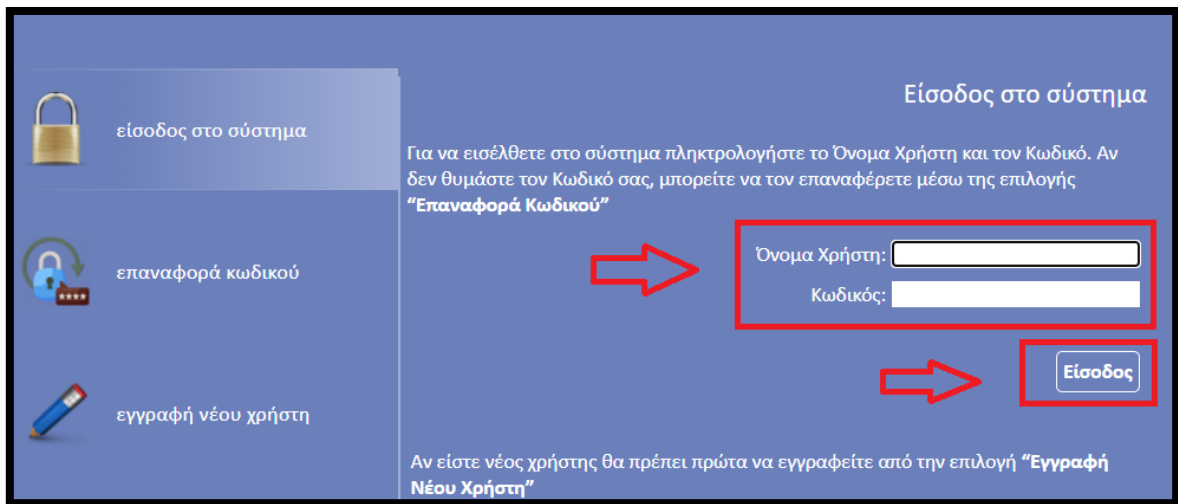 Είσοδος στο σύστημα
είσοδος στο σύστημα
Για να εισέλθετε στο σύστημα πληκτρολογήστε το Όνομα Χρήστη και τον Κωδικό. Αν
δεν θυμάστε τον Κωδικό σας, μπορείτε να τον επαναφέρετε μέσω της επιλογής
“Επαναφορά Κωδικού”
επαναφορά κωδικού
****
Όνομα Χρήστη:
Κωδικός:
Είσοδος
εγγραφή νέου χρήστη
Αν είστε νέος χρήστης θα πρέπει πρώτα να εγγραφείτε από την επιλογή “Εγγραφή
Νέου Χρήστη”